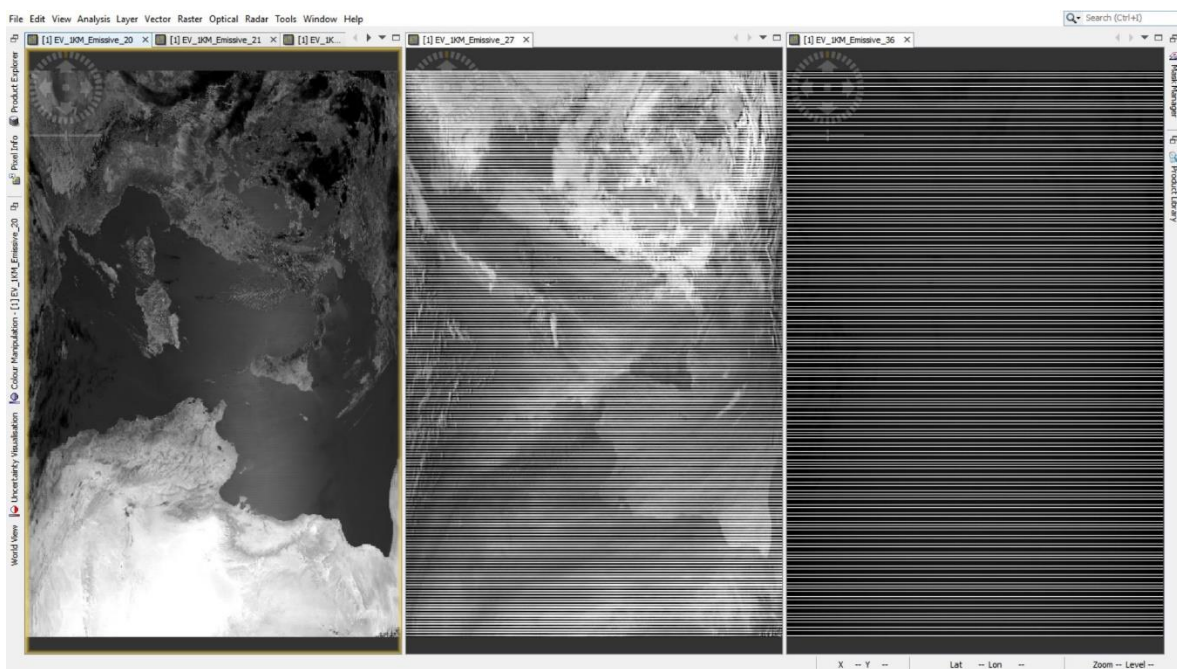 File Edit View Analysis Layer Vector Raster Optical Radar Tools Window Help
Search (Ctrl+I)
[1] EV_1KM_Emissive_20 ×
[1] EV_1KM_Emissive_21 ×
[1] EV_1K...
[1] EV_1KM_Emissive_27 ×
[1] EV_1KM_Emissive_36 ×
Product Explorer
Pixel Info
Colour Manipulation - [1] EV_1KM_Emissive_20
Uncertainty Visualisation
World View
Mask Manager
Product Library
X -- Y -- Lat -- Lon -- Zoom -- Level --